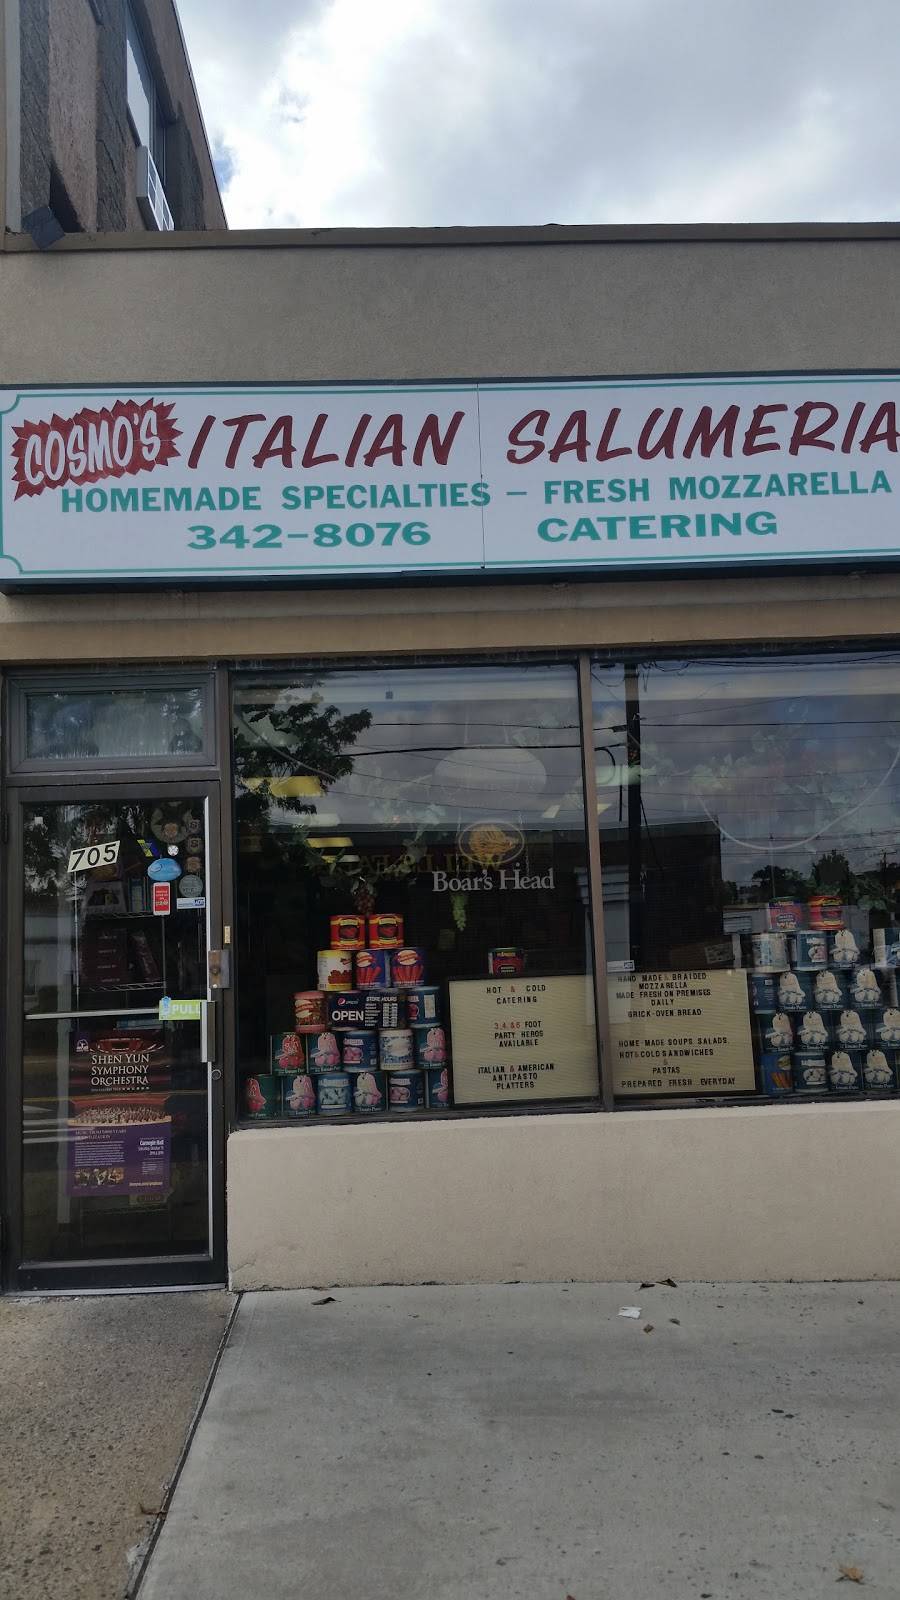 COSMO'S ITALIAN SALUMERIA
HOMEMADE SPECIALTIES – FRESH MOZZARELLA
342-8076 CATERING
705
Boar's Head
PULL
SHEN YUN
SYMPHONY
ORCHESTRA
Carnegie Hall
pepsi
STORE HOURS
OPEN
HOT & COLD
CATERING
3,4,&6 FOOT
PARTY HEROS
AVAILABLE
ITALIAN & AMERICAN
ANTIPASTO
PLATTERS
HAND MADE & BRAIDED
MOZZARELLA
MADE FRESH ON PREMISES
DAILY
BRICK-OVEN BREAD
HOME-MADE SOUPS, SALADS,
HOT & COLD SANDWICHES
&
PASTAS
PREPARED FRESH EVERYDAY